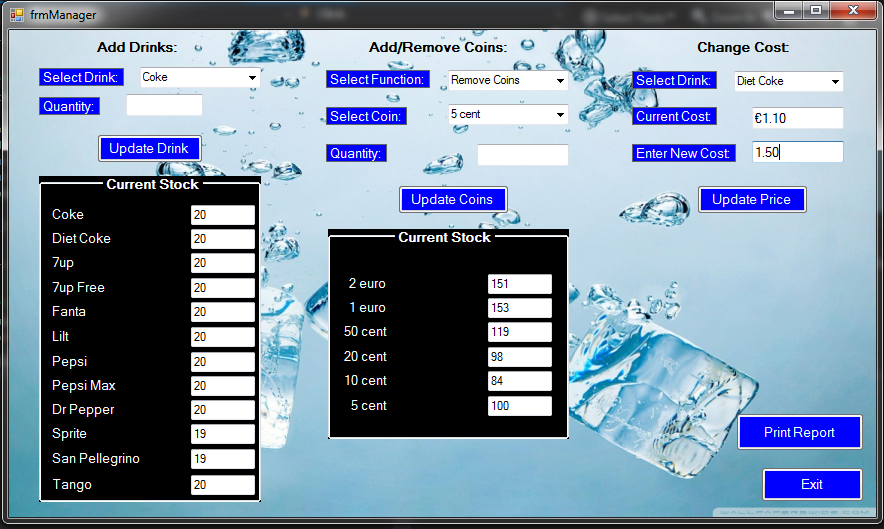 frmManager
Add Drinks:
Select Drink:
Coke
Quantity:
Update Drink
Current Stock
Coke 20
Diet Coke 20
7up 20
7up Free 20
Fanta 20
Lilt 20
Pepsi 20
Pepsi Max 20
Dr Pepper 20
Sprite 19
San Pellegrino 19
Tango 20
Add/Remove Coins:
Select Function:
Remove Coins
Select Coin:
5 cent
Quantity:
Update Coins
Current Stock
2 euro 151
1 euro 153
50 cent 119
20 cent 98
10 cent 84
5 cent 100
Change Cost:
Select Drink:
Diet Coke
Current Cost:
€1.10
Enter New Cost:
1.50
Update Price
Print Report
Exit